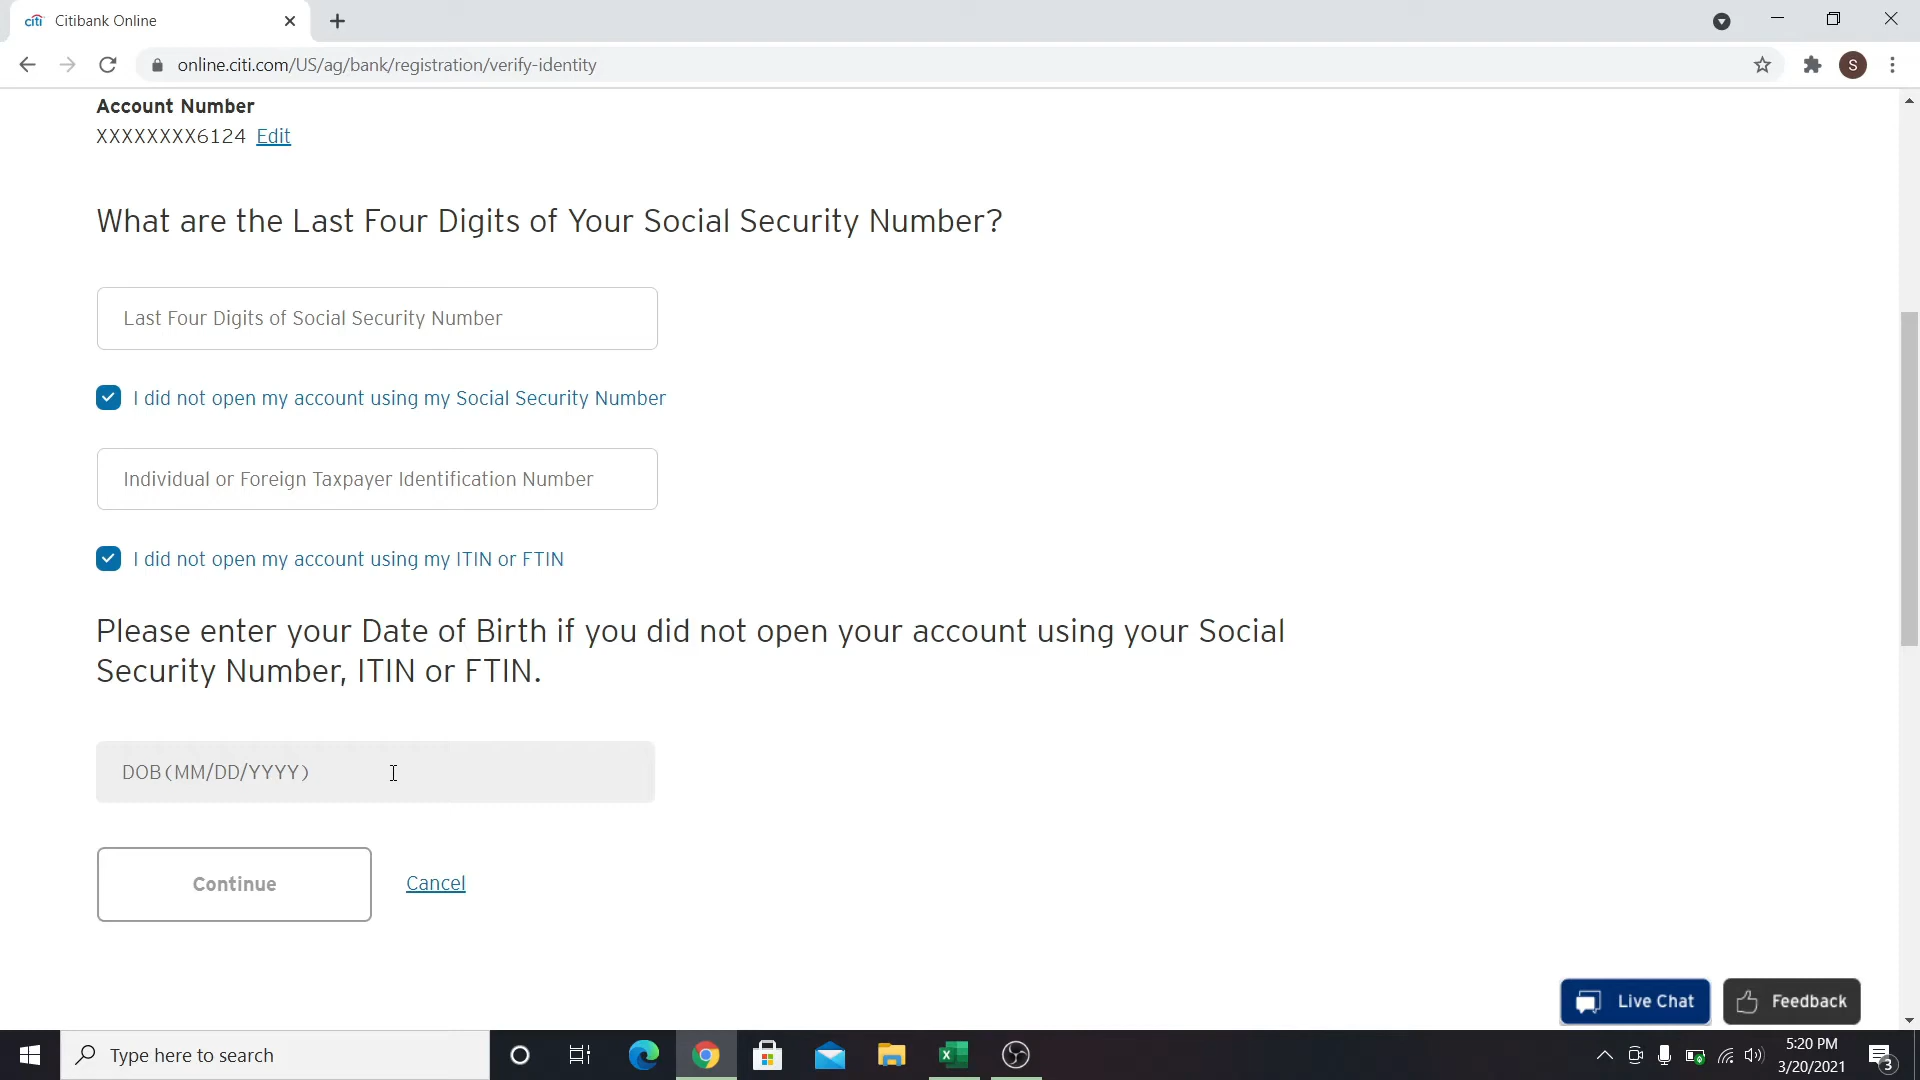 citi Citibank Online
online.citi.com/US/ag/bank/registration/verify-identity
S
Account Number
XXXXXXXX6124 Edit
What are the Last Four Digits of Your Social Security Number?
Last Four Digits of Social Security Number
I did not open my account using my Social Security Number
Individual or Foreign Taxpayer Identification Number
I did not open my account using my ITIN or FTIN
Please enter your Date of Birth if you did not open your account using your Social
Security Number, ITIN or FTIN.
DOB(MM/DD/YYYY)
Continue Cancel
Live Chat Feedback
Type here to search
5:20 PM
3/20/2021
3